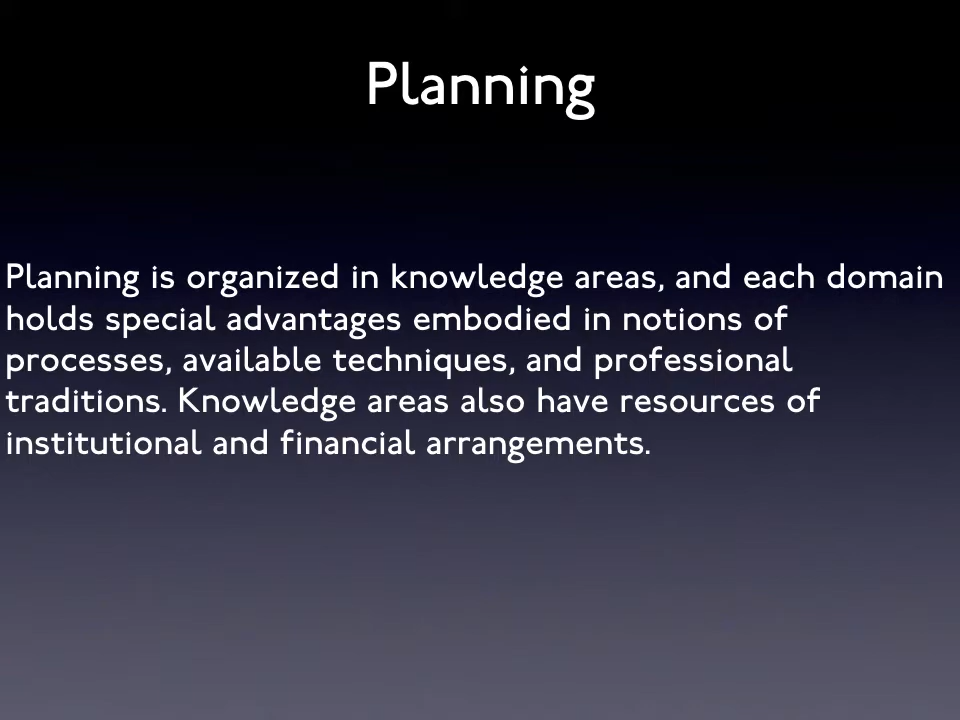 Planning
Planning is organized in knowledge areas, and each domain
holds special advantages embodied in notions of
processes, available techniques, and professional
traditions. Knowledge areas also have resources of
institutional and financial arrangements.